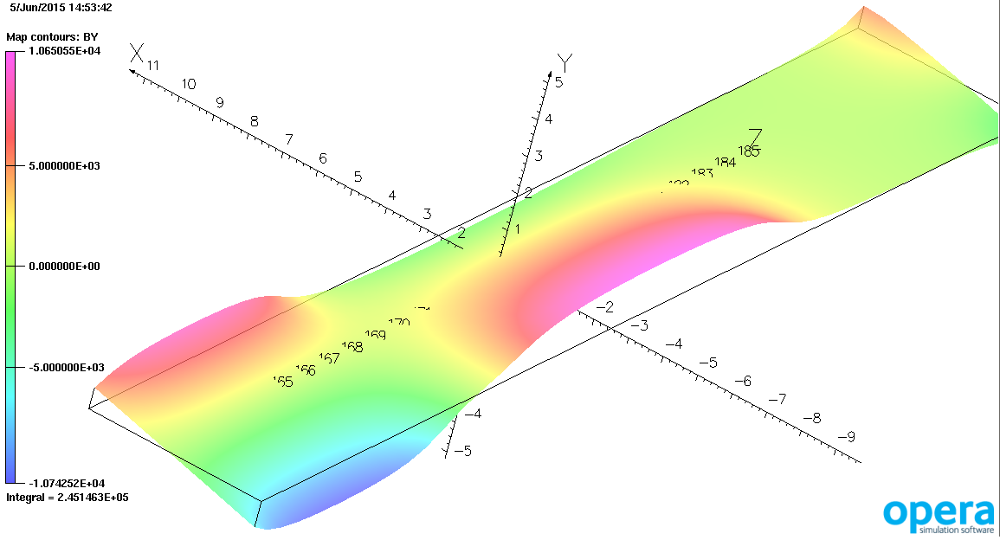 5/Jun/2015 14:53:42
Map contours: BY
1.065055E+04
5.000000E+03
0.000000E+00
-5.000000E+03
-1.074252E+04
Integral = 2.451463E+05
X
11
10
9
8
7
6
5
4
3
2
Y
5
4
3
2
1
-4
-5
Z
185
184
183
170
169
168
167
166
165
-2
-3
-4
-5
-6
-7
-8
-9
opera
simulation software